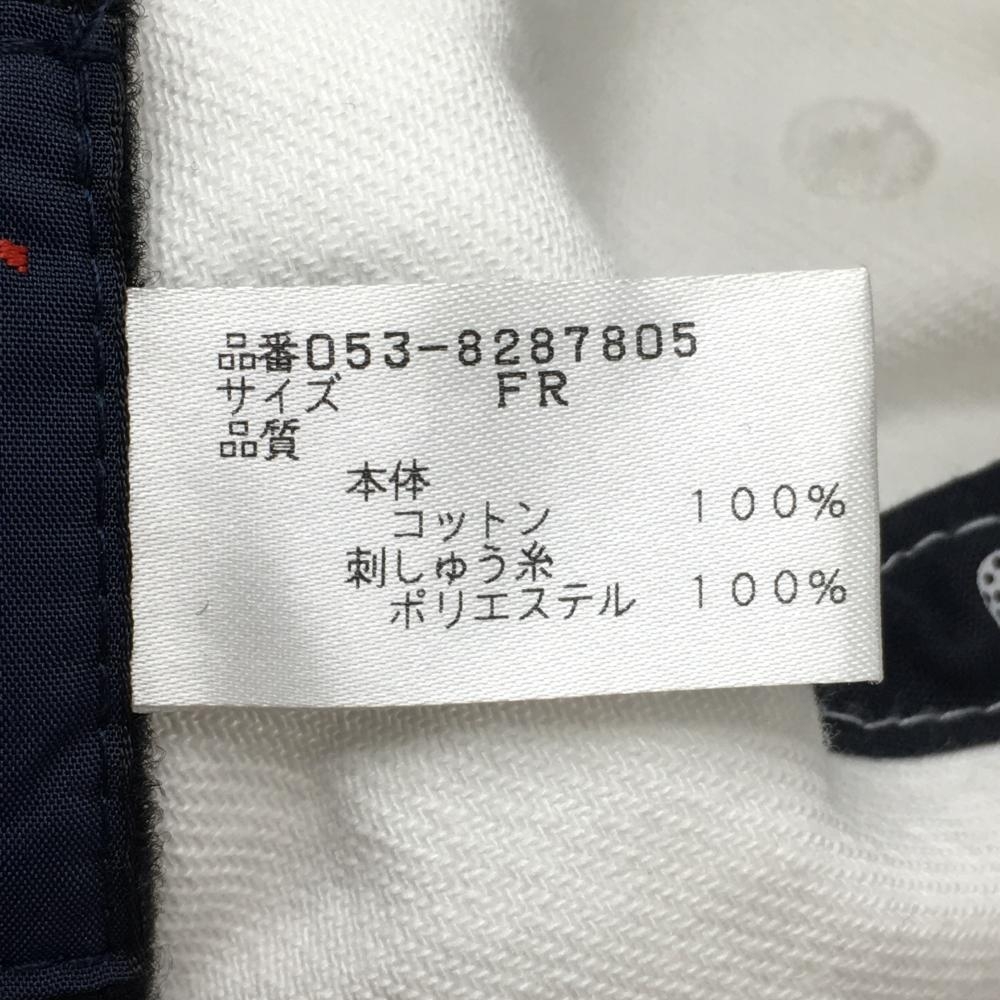 品番053-8287805
サイズ FR
品質
本体
コットン 100%
刺しゅう糸
ポリエステル 100%